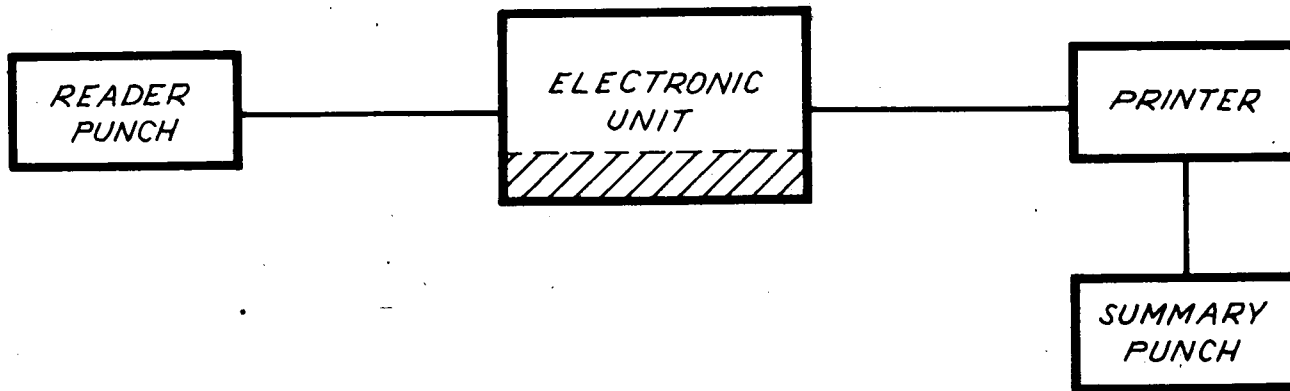 READER
PUNCH
ELECTRONIC
UNIT
PRINTER
SUMMARY
PUNCH